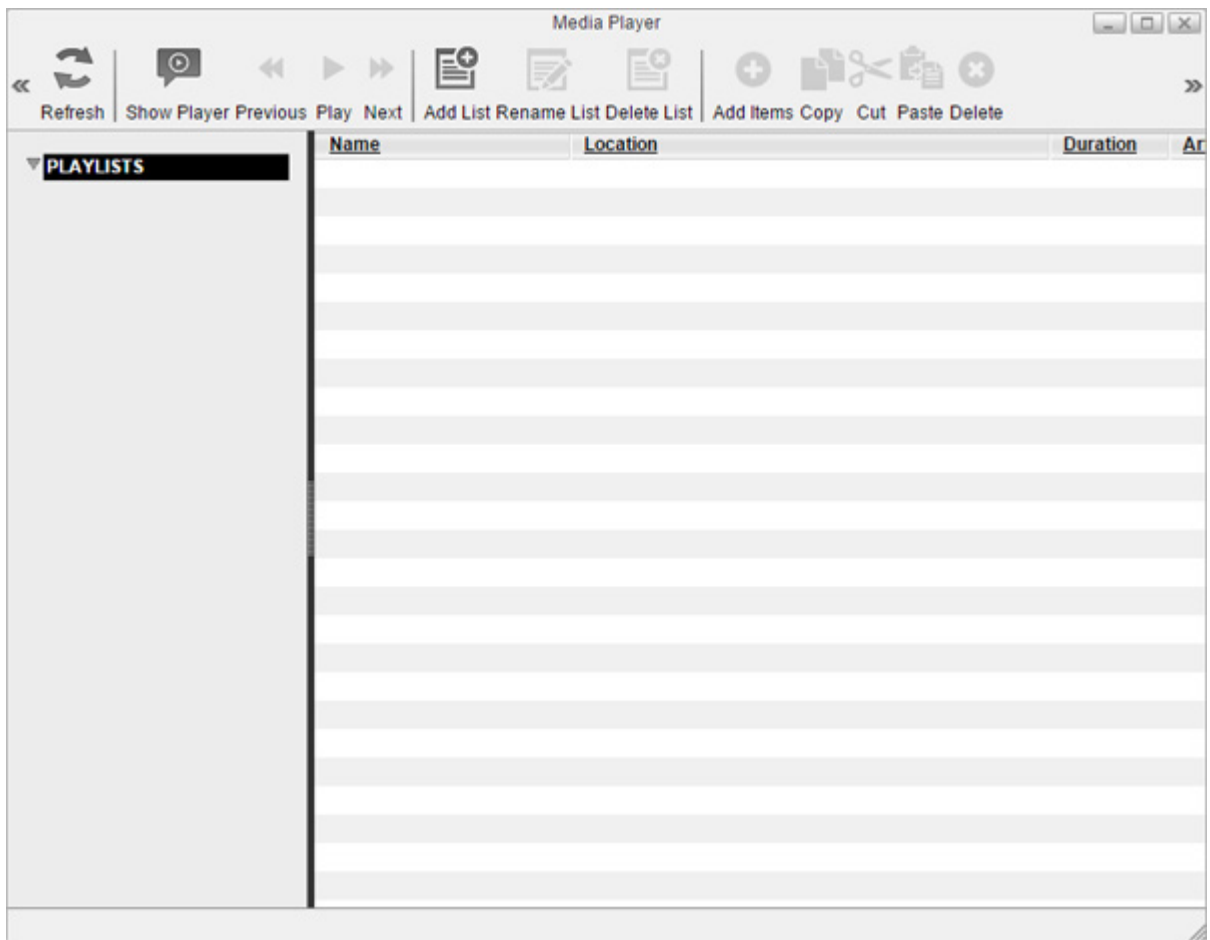 Media Player
Refresh Show Player Previous Play Next Add List Rename List Delete List Add Items Copy Cut Paste Delete
PLAYLISTS
Name Location Duration Ar